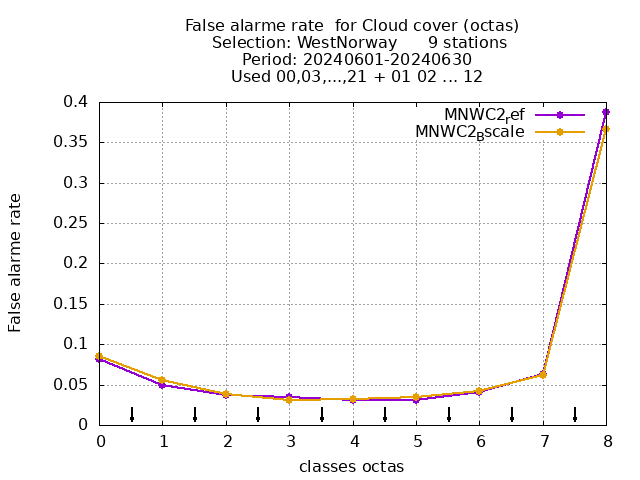 False alarme rate  for Cloud cover (octas)
Selection: WestNorway      9 stations
Period: 20240601-20240630
Used 00,03,...,21 + 01 02 ... 12
MNWC2ref
MNWC2Bscale
0.4
0.35
0.3
0.25
0.2
0.15
0.1
0.05
0
False alarme rate
0 1 2 3 4 5 6 7 8
classes octas